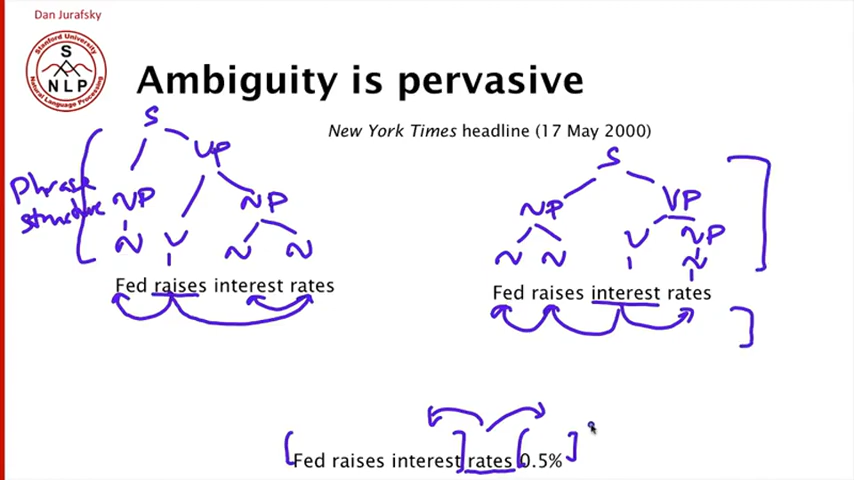 Dan Jurafsky
Stanford University
S
N L P
Natural Language Processing
Ambiguity is pervasive
New York Times headline (17 May 2000)
S
VP
Phrase
structure
NP
NP
N V N N
Fed raises interest rates
S
NP VP
N N V NP
N
Fed raises interest rates
[Fed raises interest] rates [0.5%]